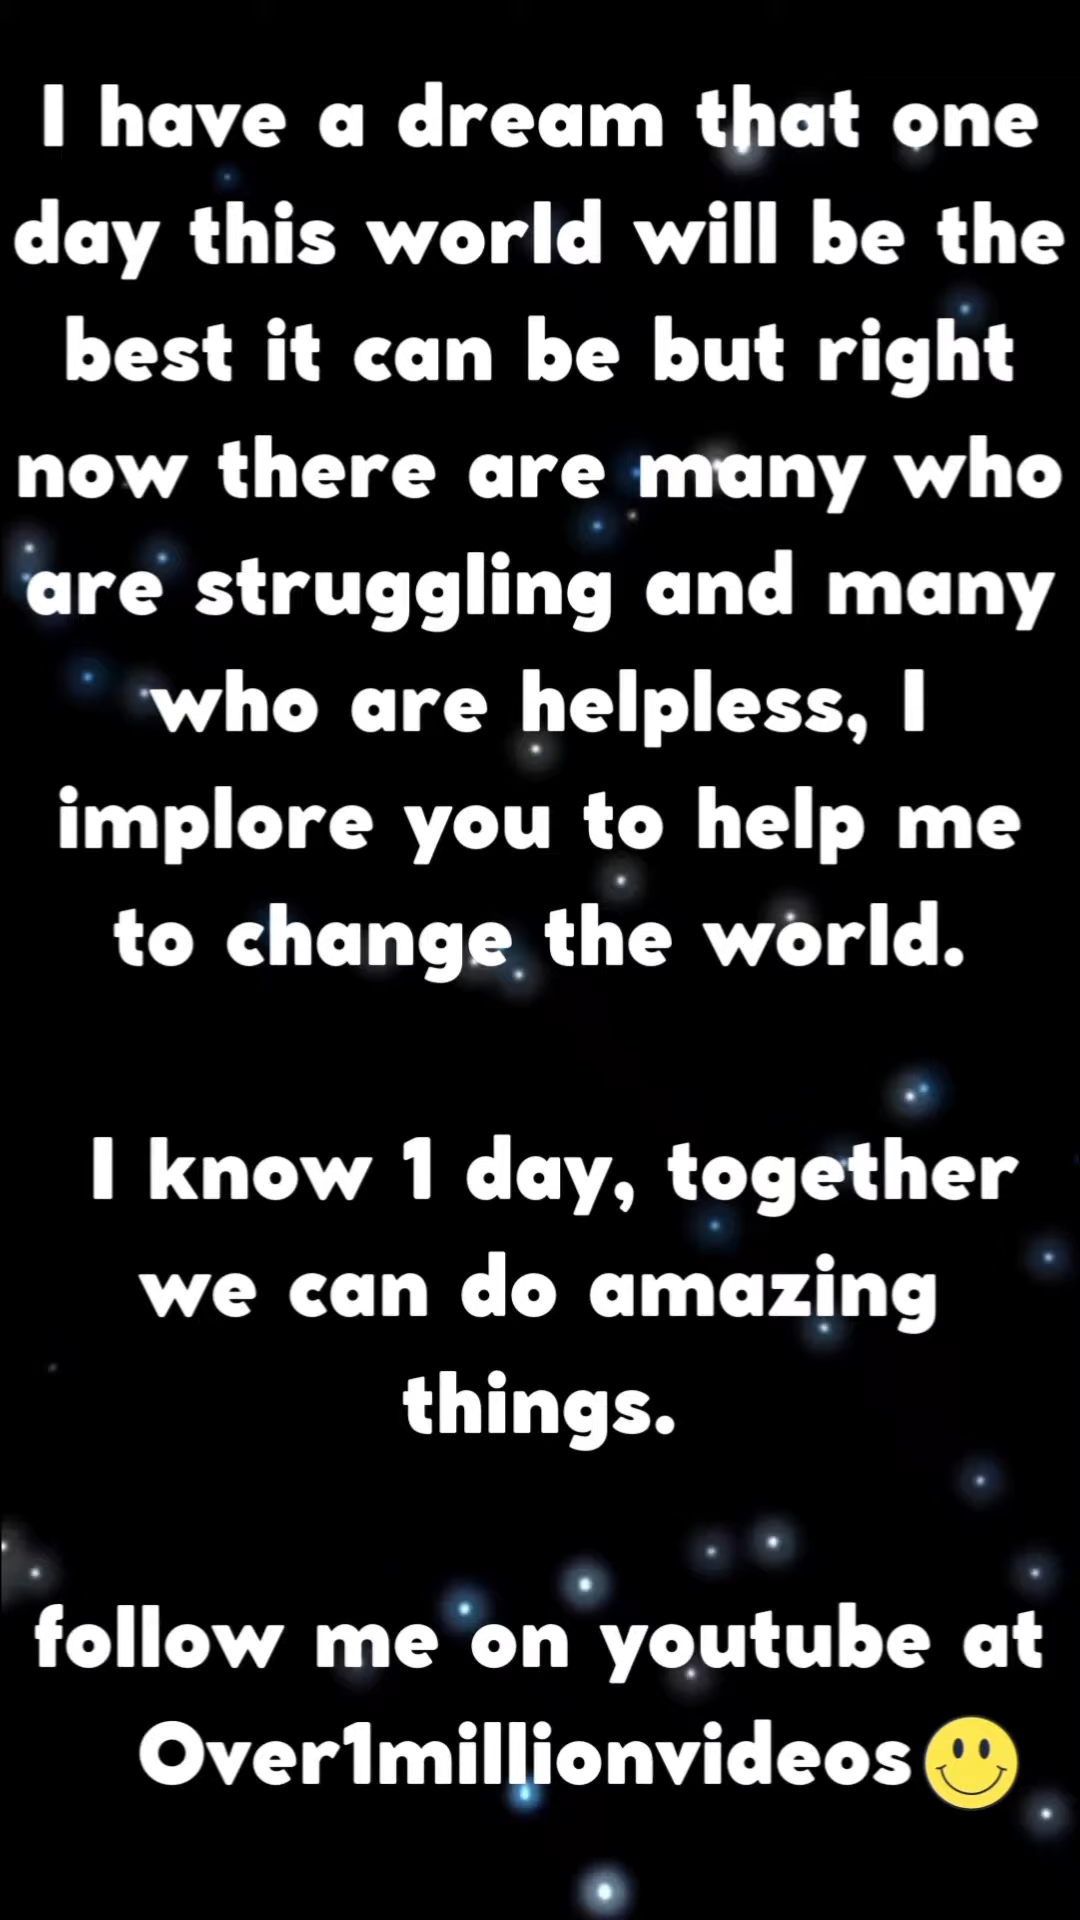 I have a dream that one
day this world will be the
best it can be but right
now there are many who
are struggling and many
who are helpless, I
implore you to help me
to change the world.
I know 1 day, together
we can do amazing
things.
follow me on youtube at
Over1millionvideos